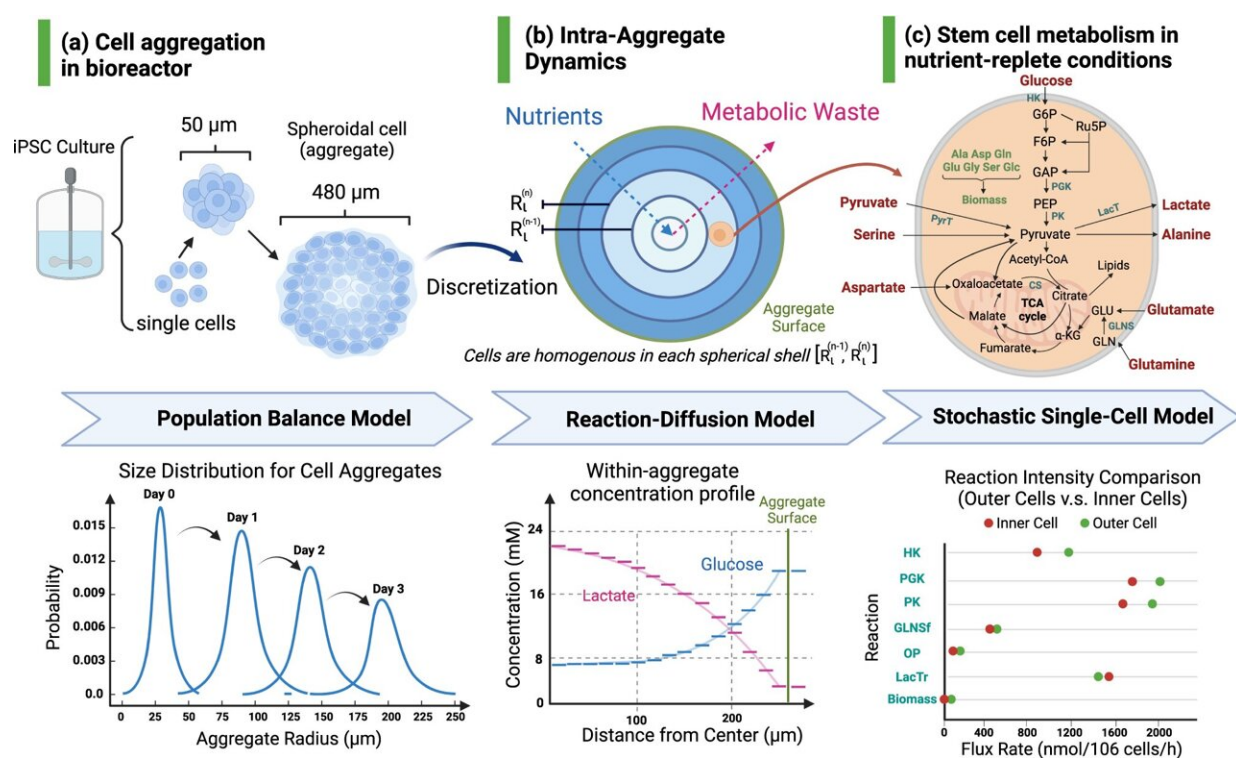 (a) Cell aggregation
in bioreactor
50 μm
iPSC Culture
Spheroidal cell
(aggregate)
480 μm
single cells
Discretization
(b) Intra-Aggregate
Dynamics
Nutrients
Metabolic Waste
R_l^(n)
R_l^(n-1)
Aggregate
Surface
Cells are homogenous in each spherical shell [R_l^(n-1), R_l^(n)]
(c) Stem cell metabolism in
nutrient-replete conditions
Glucose
HK
G6P
Ru5P
F6P
Ala Asp Gln
Glu Gly Ser Glc
Biomass
GAP
PGK
PEP
PK
Pyruvate
PyrT
LacT
Lactate
Serine
Pyruvate
Alanine
Acetyl-CoA
Lipids
Aspartate
Oxaloacetate
CS
Citrate
TCA
cycle
Malate
GLU
Glutamate
GLNS
α-KG
GLN
Fumarate
Glutamine
Population Balance Model
Reaction-Diffusion Model
Stochastic Single-Cell Model
Size Distribution for Cell Aggregates
Day 0
Day 1
Day 2
Day 3
Probability
0.015
0.012
0.009
0.006
0.003
0.0
0 25 50 75 100 125 140 150 175 200 225 250
Aggregate Radius (μm)
Within-aggregate
concentration profile
Aggregate
Surface
Concentration (mM)
24
16
8
0
Glucose
Lactate
100 200
Distance from Center (μm)
Reaction Intensity Comparison
(Outer Cells v.s. Inner Cells)
Inner Cell Outer Cell
Reaction
HK
PGK
PK
GLNSf
OP
LacTr
Biomass
0 400 800 1200 1600 2000
Flux Rate (nmol/106 cells/h)